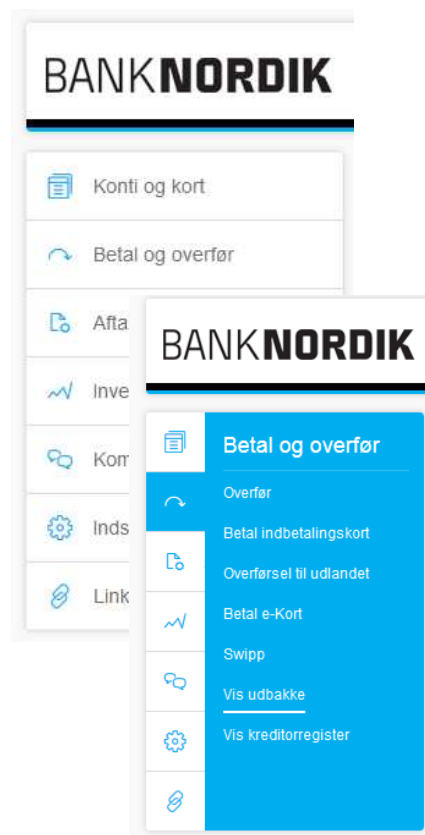 BANKNORDIK
Konti og kort
Betal og overfør
Afta
Inve
Kom
Inds
Link
BANKNORDIK
Betal og overfør
Overfør
Betal indbetalingskort
Overførsel til udlandet
Betal e-Kort
Swipp
Vis udbakke
Vis kreditorregister